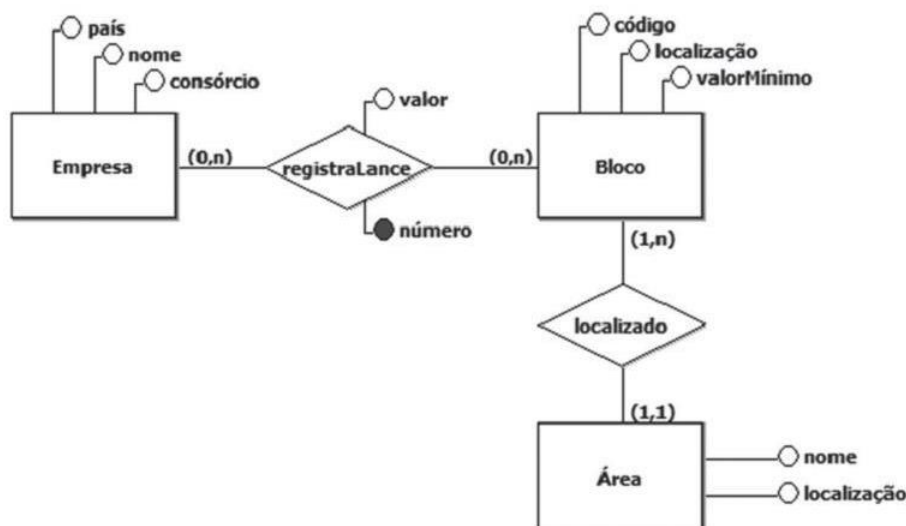 país
nome
consórcio
código
localização
valorMínimo
valor
Empresa
(0,n)
registraLance
(0,n)
Bloco
número
(1,n)
localizado
(1,1)
Área
nome
localização